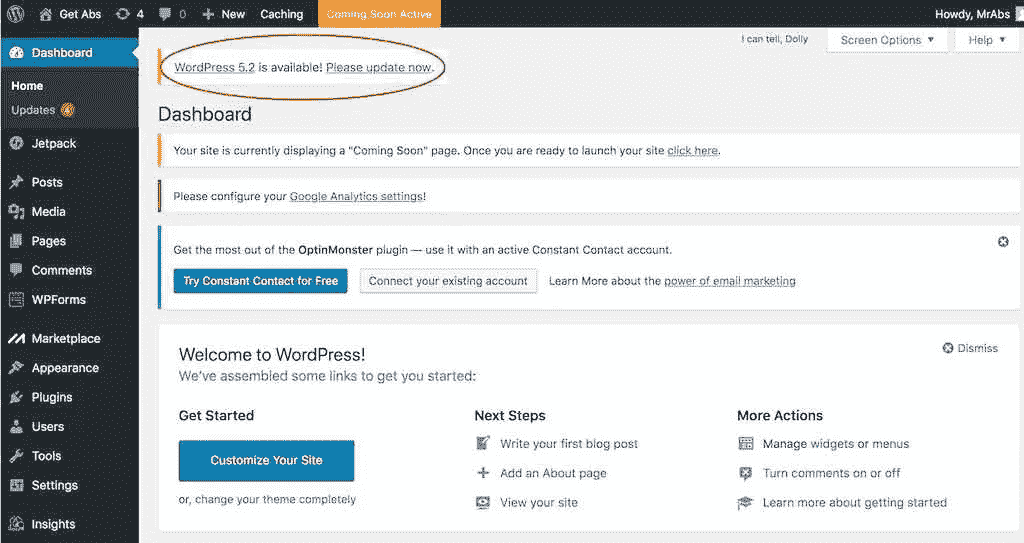 Get Abs 4 0 New Caching Coming Soon Active Howdy, MrAbs
I can tell, Dolly Screen Options Help
Dashboard
Home
Updates 4
Jetpack
Posts
Media
Pages
Comments
WPForms
Marketplace
Appearance
Plugins
Users
Tools
Settings
Insights
WordPress 5.2 is available! Please update now.
Dashboard
Your site is currently displaying a "Coming Soon" page. Once you are ready to launch your site click here.
Please configure your Google Analytics settings!
Get the most out of the OptinMonster plugin — use it with an active Constant Contact account.
Try Constant Contact for Free Connect your existing account Learn More about the power of email marketing
Welcome to WordPress! Dismiss
We've assembled some links to get you started:
Get Started
Customize Your Site
or, change your theme completely
Next Steps
Write your first blog post
Add an About page
View your site
More Actions
Manage widgets or menus
Turn comments on or off
Learn more about getting started